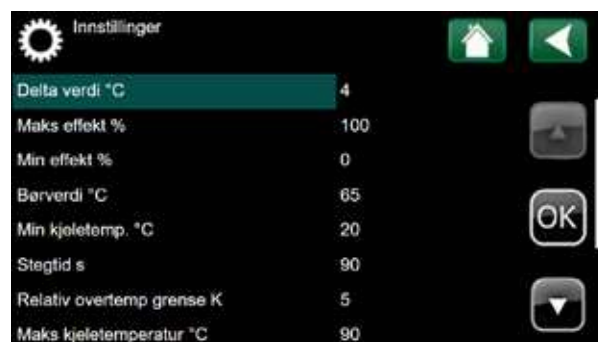 Innstillinger
Delta verdi °C 4
Maks effekt % 100
Min effekt % 0
Børverdi °C 65
Min kjeletemp. °C 20
OK
Stegtid s 90
Relativ overtemp grense K 5
Maks kjeletemperatur °C 90